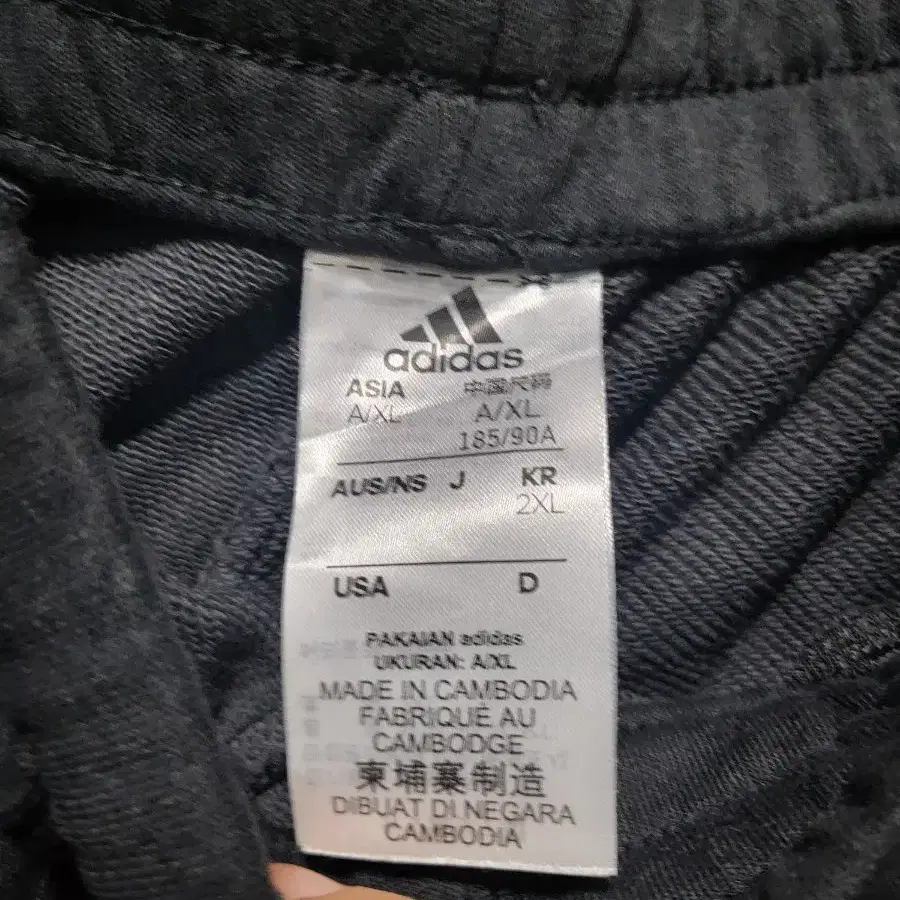 adidas
ASIA 中国尺码
A/XL A/XL
185/90A
AUS/NS J KR
2XL
USA D
PAKAIAN adidas
UKURAN: A/XL
MADE IN CAMBODIA
FABRIQUÉ AU
CAMBODGE
柬埔寨制造
DIBUAT DI NEGARA
CAMBODIA